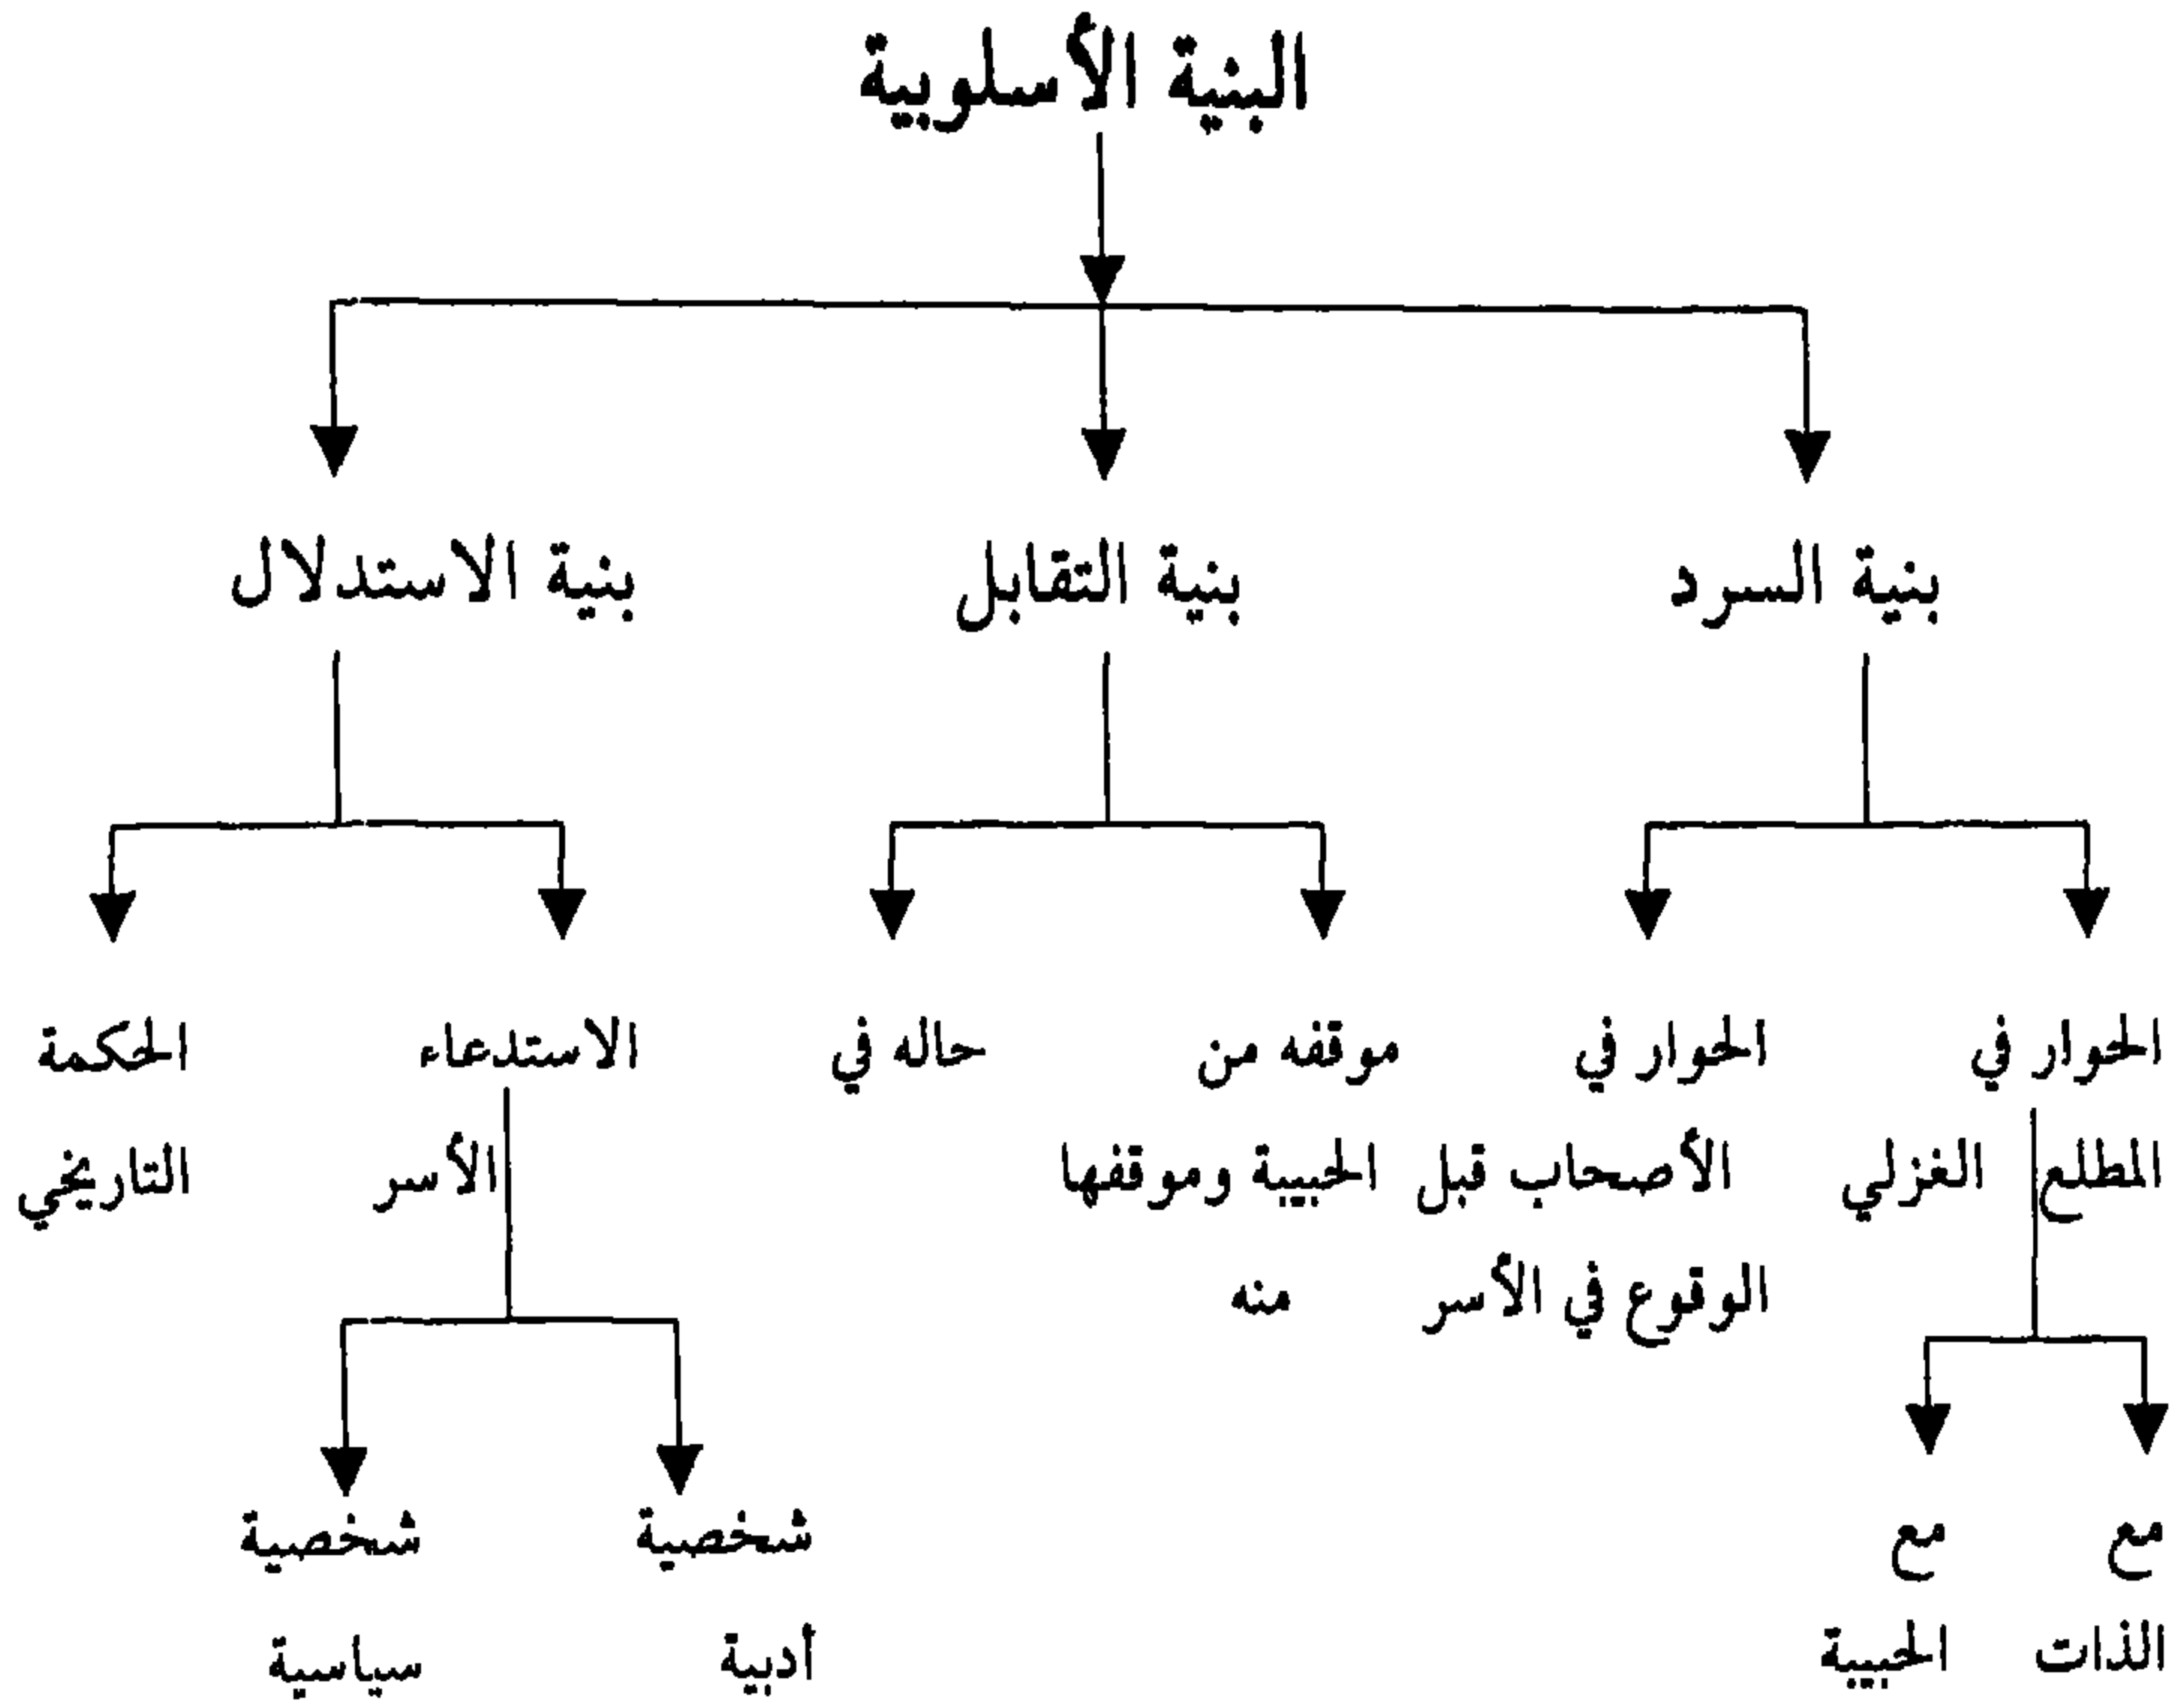 البنية الأسلوبية
بنية السرد
بنية التقابل
بنية الاستدلال
الحوار في
الحوار في
موقفه من
حاله في
الاستدعاء
الحكمة
المطلع
الغزلي
الأصحاب قبل
الحبيبة وموقفها
الأسر
التاريخي
الوقوع في الأسر
منه
مع
مع
شخصية
شخصية
الذات
الحبيبة
أدبية
سياسية